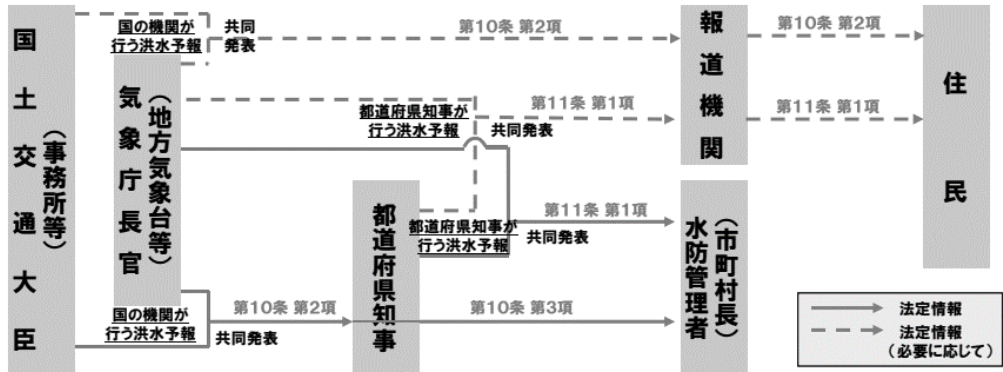 国土交通大臣
（事務所等）
気象庁長官
（地方気象台等）
国の機関が
行う洪水予報
共同
発表
第10条 第2項
報道機関
第10条 第2項
住民
都道府県知事が
行う洪水予報
第11条 第1項
共同発表
第11条 第1項
都道府県知事
都道府県知事が
行う洪水予報
第11条 第1項
共同発表
水防管理者
（市町村長）
国の機関が
行う洪水予報
第10条 第2項
共同発表
第10条 第3項
法定情報
法定情報
（必要に応じて）